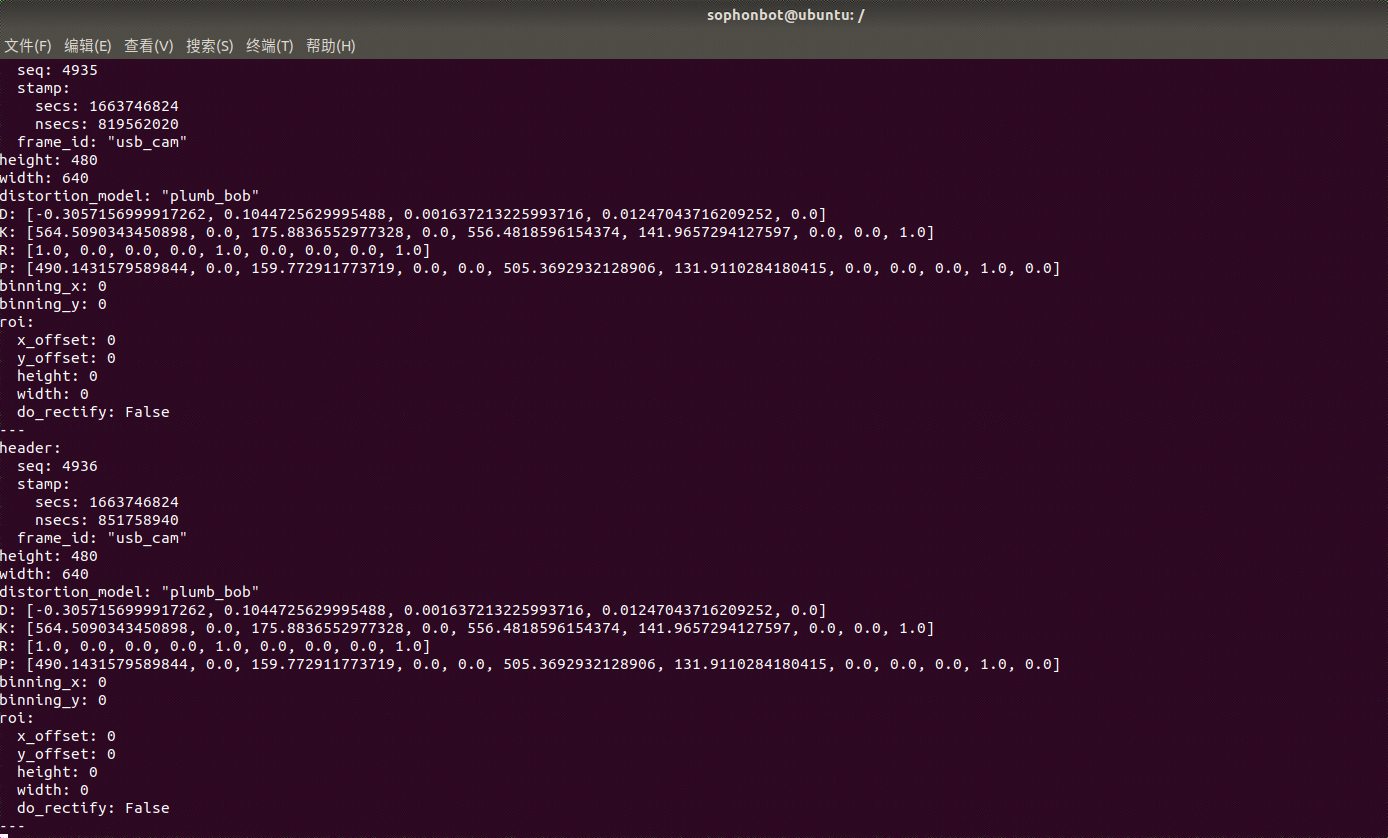 sophonbot@ubuntu: /
文件(F) 编辑(E) 查看(V) 搜索(S) 终端(T) 帮助(H)
  seq: 4935
  stamp:
    secs: 1663746824
    nsecs: 819562020
  frame_id: "usb_cam"
height: 480
width: 640
distortion_model: "plumb_bob"
D: [-0.3057156999917262, 0.1044725629995488, 0.001637213225993716, 0.01247043716209252, 0.0]
K: [564.5090343450898, 0.0, 175.8836552977328, 0.0, 556.4818596154374, 141.9657294127597, 0.0, 0.0, 1.0]
R: [1.0, 0.0, 0.0, 0.0, 1.0, 0.0, 0.0, 0.0, 1.0]
P: [490.1431579589844, 0.0, 159.772911773719, 0.0, 0.0, 505.3692932128906, 131.9110284180415, 0.0, 0.0, 0.0, 1.0, 0.0]
binning_x: 0
binning_y: 0
roi:
  x_offset: 0
  y_offset: 0
  height: 0
  width: 0
  do_rectify: False
---
header:
  seq: 4936
  stamp:
    secs: 1663746824
    nsecs: 851758940
  frame_id: "usb_cam"
height: 480
width: 640
distortion_model: "plumb_bob"
D: [-0.3057156999917262, 0.1044725629995488, 0.001637213225993716, 0.01247043716209252, 0.0]
K: [564.5090343450898, 0.0, 175.8836552977328, 0.0, 556.4818596154374, 141.9657294127597, 0.0, 0.0, 1.0]
R: [1.0, 0.0, 0.0, 0.0, 1.0, 0.0, 0.0, 0.0, 1.0]
P: [490.1431579589844, 0.0, 159.772911773719, 0.0, 0.0, 505.3692932128906, 131.9110284180415, 0.0, 0.0, 0.0, 1.0, 0.0]
binning_x: 0
binning_y: 0
roi:
  x_offset: 0
  y_offset: 0
  height: 0
  width: 0
  do_rectify: False
---